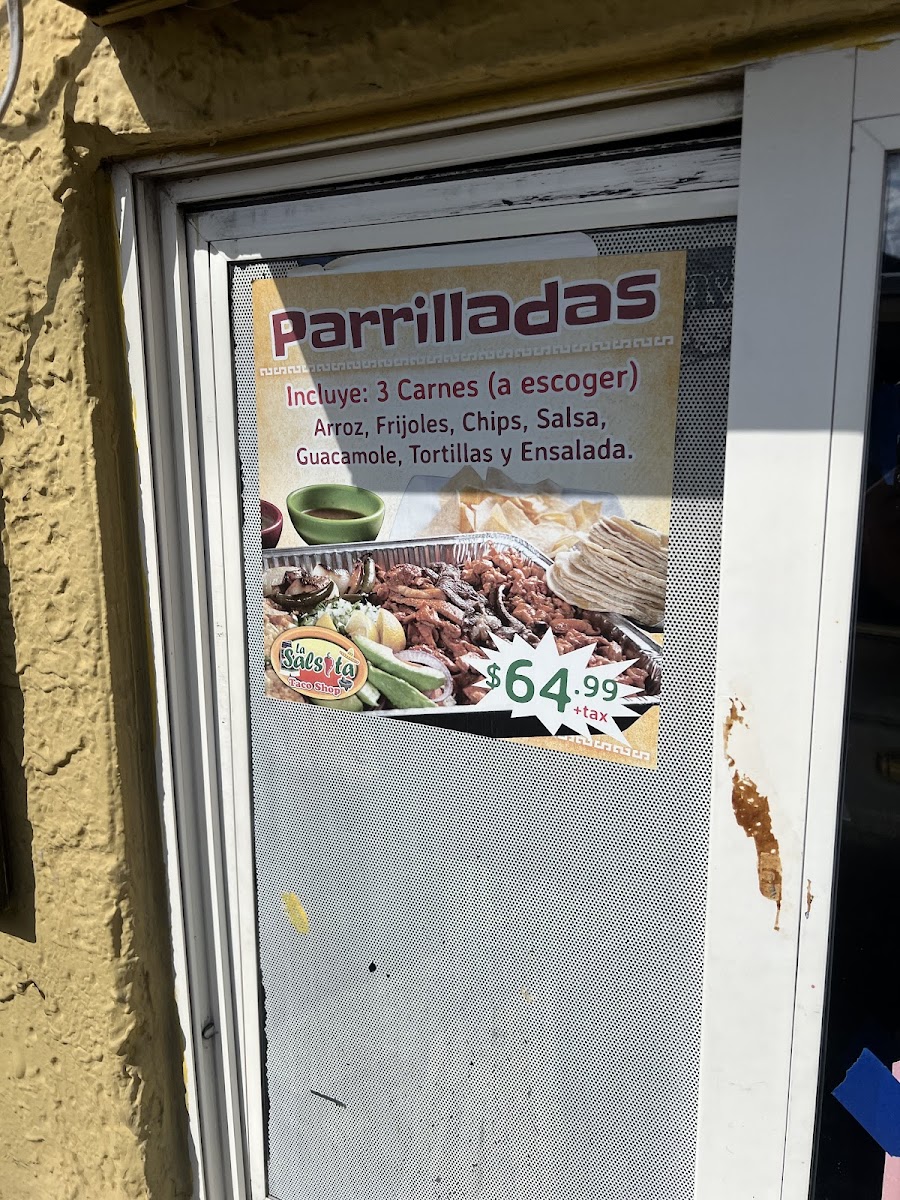 Parrilladas
Incluye: 3 Carnes (a escoger)
Arroz, Frijoles, Chips, Salsa,
Guacamole, Tortillas y Ensalada.
La
Salsita
Taco Shop
$64.99
+tax